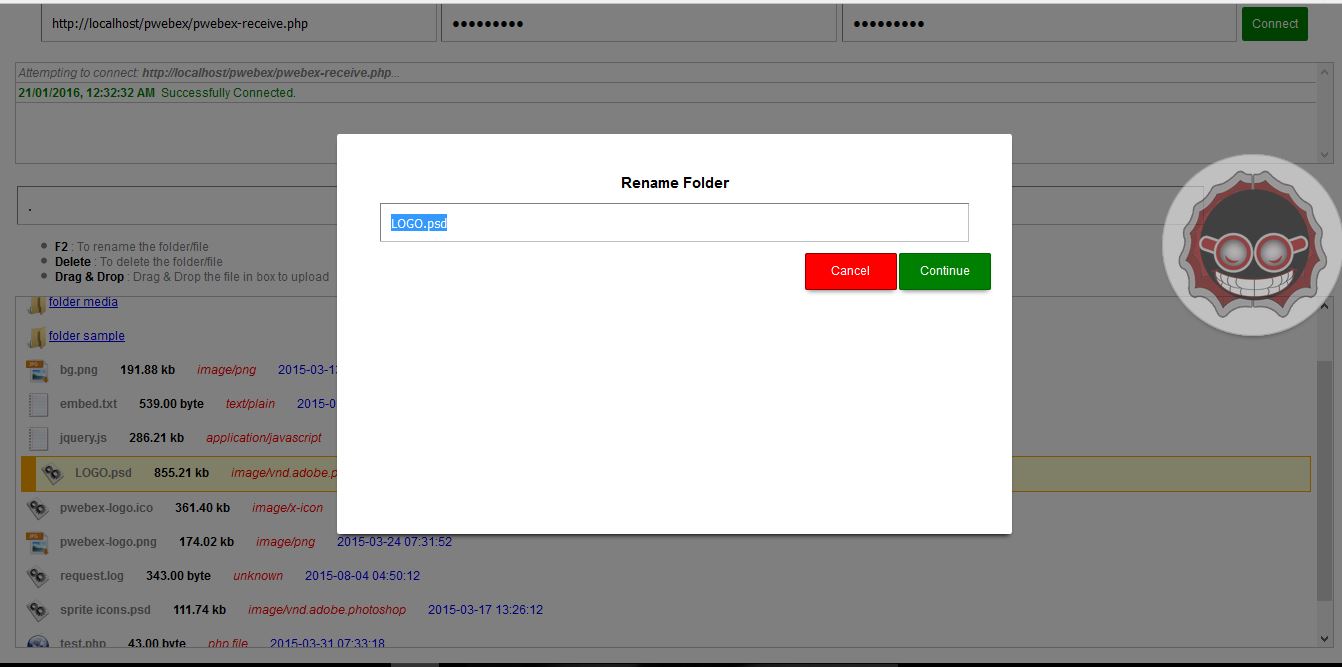 http://localhost/pwebex/pwebex-receive.php ●●●●●●●●● ●●●●●●●●● Connect
Attempting to connect: http://localhost/pwebex/pwebex-receive.php...
21/01/2016, 12:32:32 AM Successfully Connected.
Rename Folder
LOGO.psd
Cancel Continue
.
F2 : To rename the folder/file
Delete : To delete the folder/file
Drag & Drop : Drag & Drop the file in box to upload
folder media
folder sample
bg.png 191.88 kb image/png 2015-03-1
embed.txt 539.00 byte text/plain 2015-0
jquery.js 286.21 kb application/javascript
LOGO.psd 855.21 kb image/vnd.adobe.p
pwebex-logo.ico 361.40 kb image/x-icon
pwebex-logo.png 174.02 kb image/png 2015-03-24 07:31:52
request.log 343.00 byte unknown 2015-08-04 04:50:12
sprite icons.psd 111.74 kb image/vnd.adobe.photoshop 2015-03-17 13:26:12
test.php 43.00 byte php file 2015-03-31 07:33:18